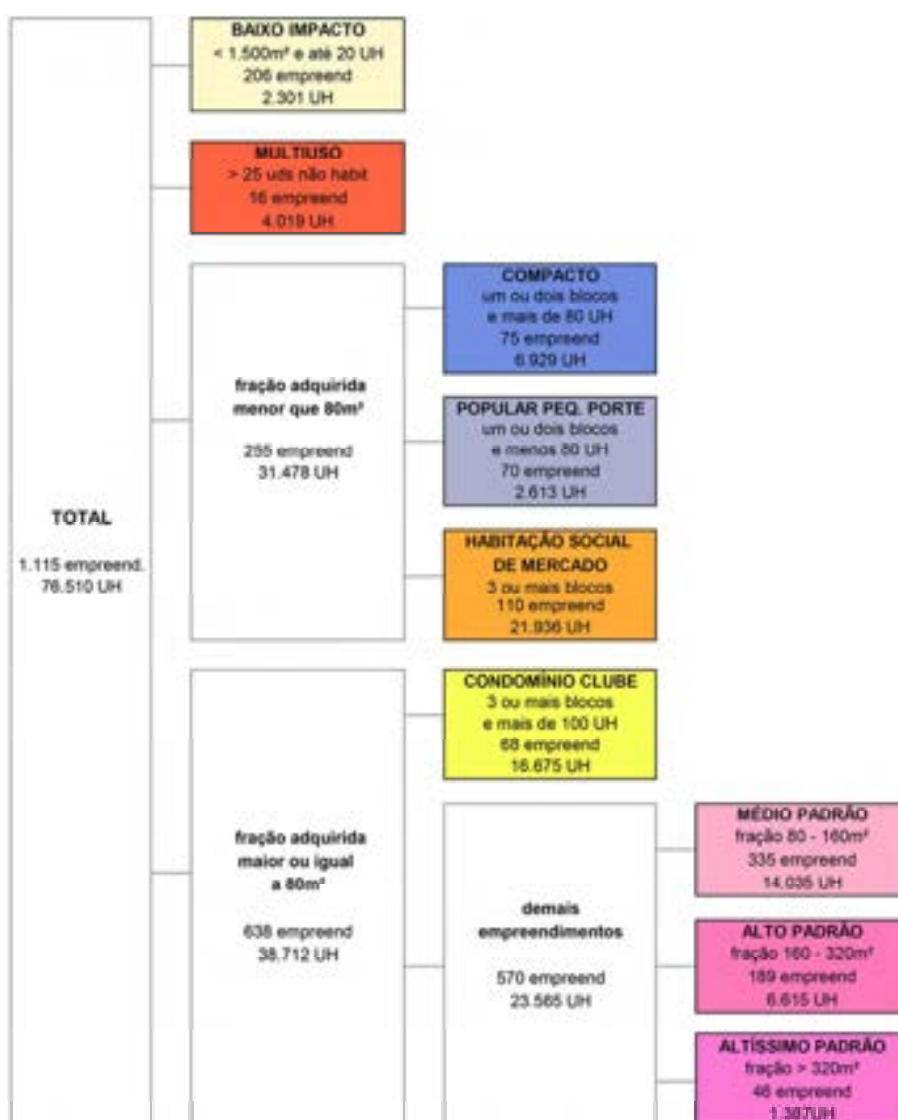 BAIXO IMPACTO
< 1.500m² e até 20 UH
206 empreend
2.301 UH
MULTIUSO
> 25 uds não habit
16 empreend
4.019 UH
COMPACTO
um ou dois blocos
e mais de 80 UH
75 empreend
6.929 UH
fração adquirida
menor que 80m²
255 empreend
31.478 UH
POPULAR PEQ. PORTE
um ou dois blocos
e menos 80 UH
70 empreend
2.613 UH
TOTAL
1.115 empreend.
76.510 UH
HABITAÇÃO SOCIAL
DE MERCADO
3 ou mais blocos
110 empreend
21.936 UH
CONDOMÍNIO CLUBE
3 ou mais blocos
e mais de 100 UH
68 empreend
16.675 UH
fração adquirida
maior ou igual
a 80m²
638 empreend
38.712 UH
MÉDIO PADRÃO
fração 80 - 160m²
335 empreend
14.035 UH
demais
empreendimentos
570 empreend
23.565 UH
ALTO PADRÃO
fração 160 - 320m²
189 empreend
6.615 UH
ALTÍSSIMO PADRÃO
fração > 320m²
46 empreend
1.387UH